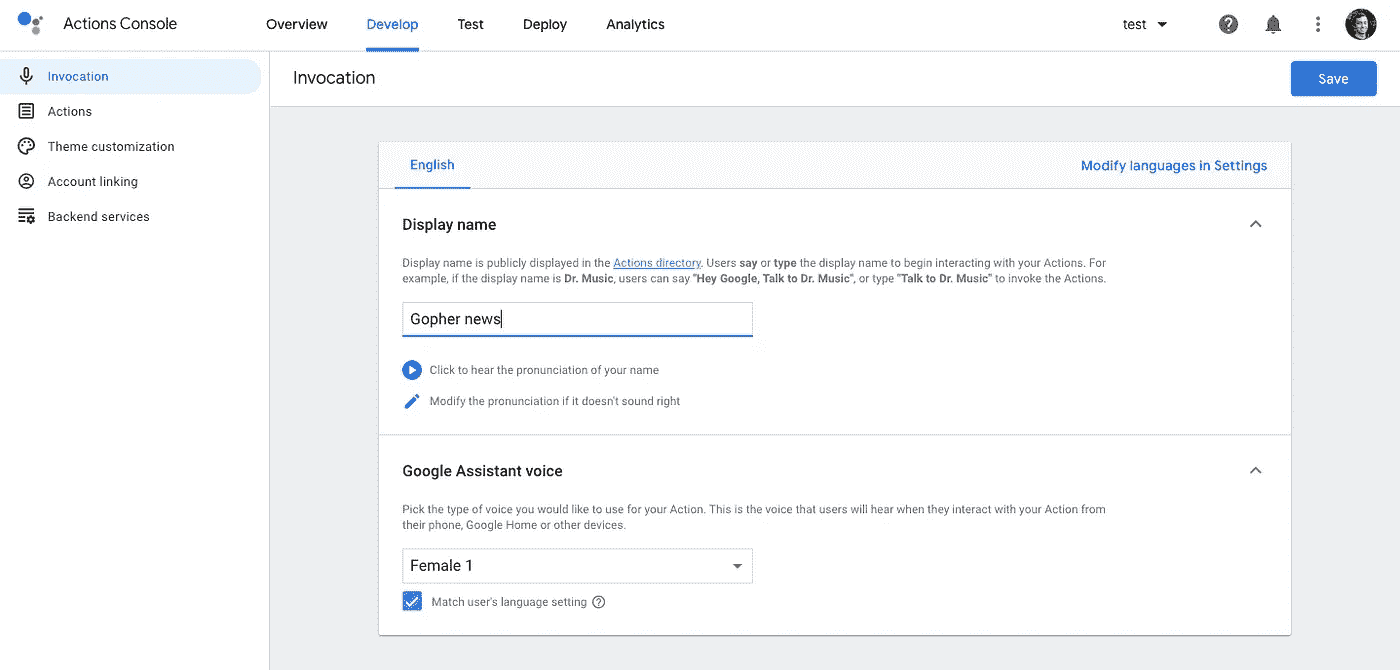 Actions Console
Overview
Develop
Test
Deploy
Analytics
test
Invocation
Actions
Theme customization
Account linking
Backend services
Invocation
Save
English
Modify languages in Settings
Display name
Display name is publicly displayed in the Actions directory. Users say or type the display name to begin interacting with your Actions. For
example, if the display name is Dr. Music, users can say "Hey Google, Talk to Dr. Music", or type "Talk to Dr. Music" to invoke the Actions.
Gopher news
Click to hear the pronunciation of your name
Modify the pronunciation if it doesn't sound right
Google Assistant voice
Pick the type of voice you would like to use for your Action. This is the voice that users will hear when they interact with your Action from
their phone, Google Home or other devices.
Female 1
Match user's language setting